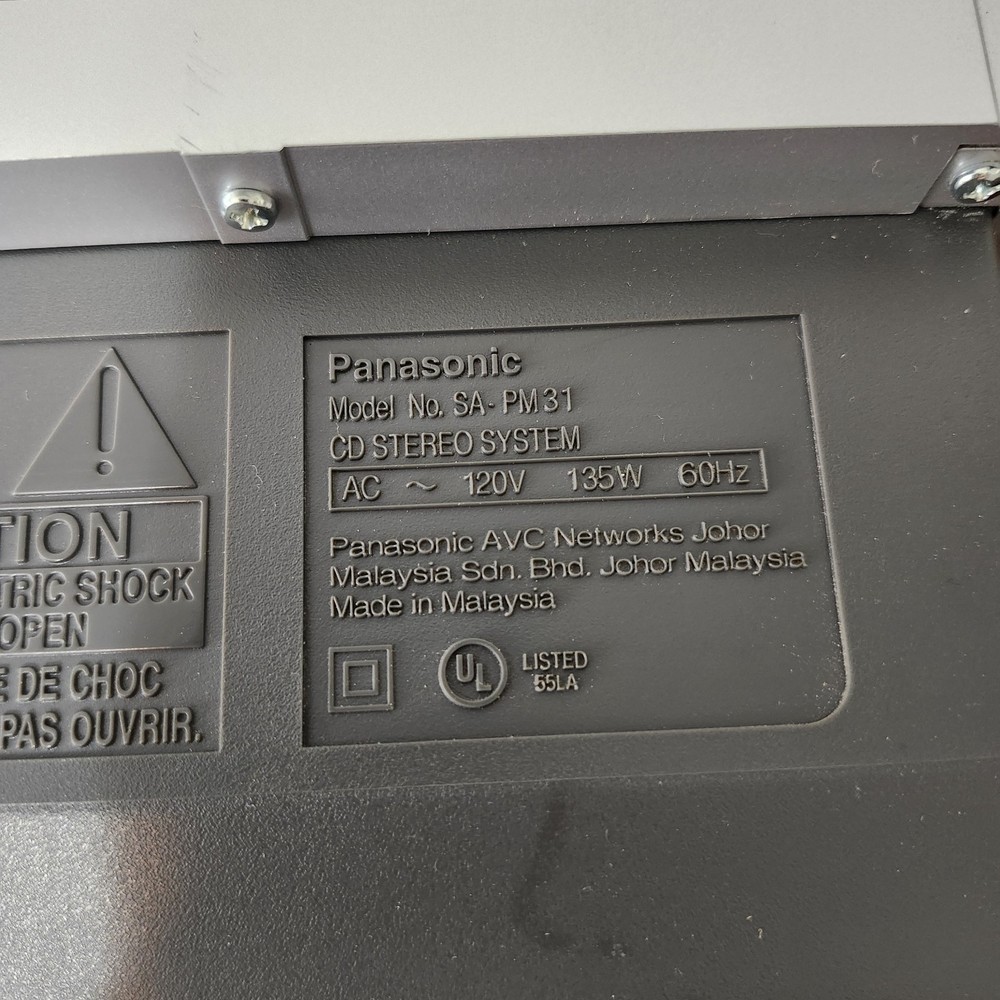 Panasonic
Model No. SA-PM31
CD STEREO SYSTEM
AC ~ 120V 135W 60Hz
Panasonic AVC Networks Johor
Malaysia Sdn. Bhd. Johor Malaysia
Made in Malaysia
UL LISTED
55LA
TION
TRIC SHOCK
OPEN
E DE CHOC
PAS OUVRIR.